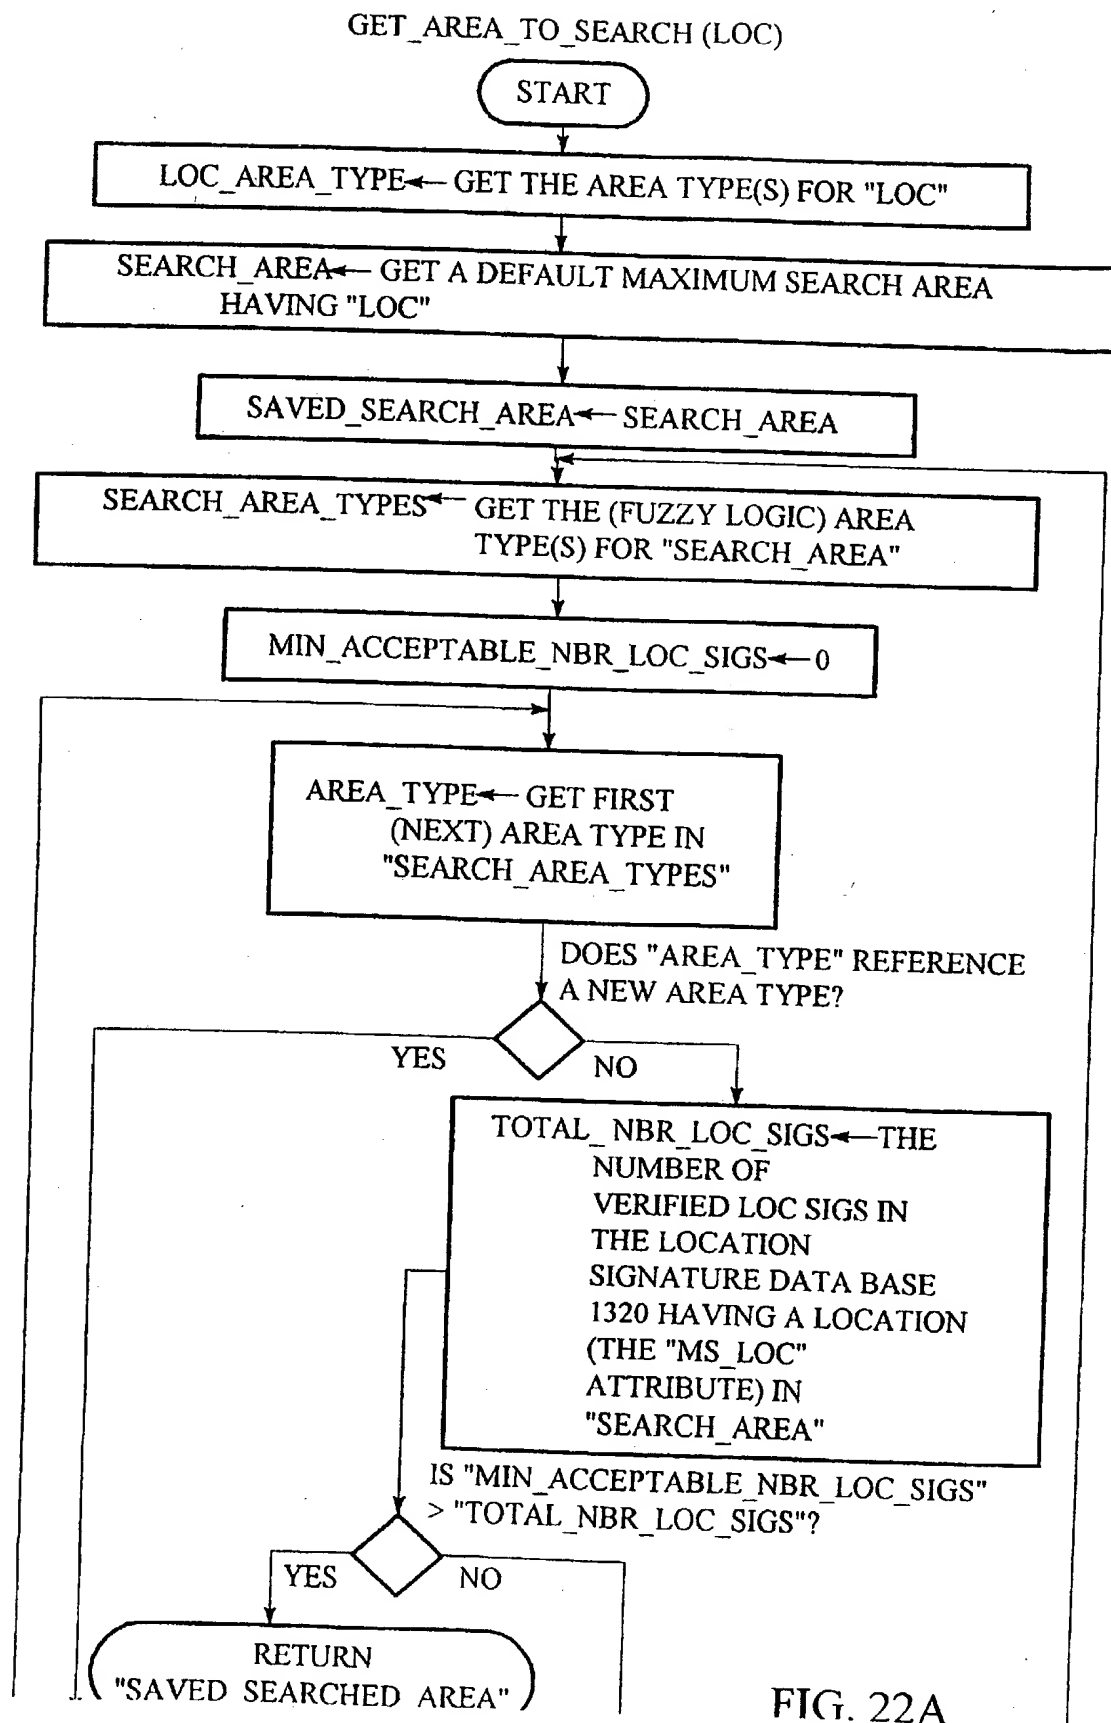 GET_AREA_TO_SEARCH (LOC)
START
LOC_AREA_TYPE← GET THE AREA TYPE(S) FOR "LOC"
SEARCH_AREA← GET A DEFAULT MAXIMUM SEARCH AREA
HAVING "LOC"
SAVED_SEARCH_AREA← SEARCH_AREA
SEARCH_AREA_TYPES← GET THE (FUZZY LOGIC) AREA
TYPE(S) FOR "SEARCH_AREA"
MIN_ACCEPTABLE_NBR_LOC_SIGS←0
AREA_TYPE← GET FIRST
(NEXT) AREA TYPE IN
"SEARCH_AREA_TYPES"
DOES "AREA_TYPE" REFERENCE
A NEW AREA TYPE?
YES
NO
TOTAL_NBR_LOC_SIGS←THE
NUMBER OF
VERIFIED LOC SIGS IN
THE LOCATION
SIGNATURE DATA BASE
1320 HAVING A LOCATION
(THE "MS_LOC"
ATTRIBUTE) IN
"SEARCH_AREA"
IS "MIN_ACCEPTABLE_NBR_LOC_SIGS"
> "TOTAL_NBR_LOC_SIGS"?
YES
NO
RETURN
"SAVED_SEARCHED_AREA"
FIG. 22A